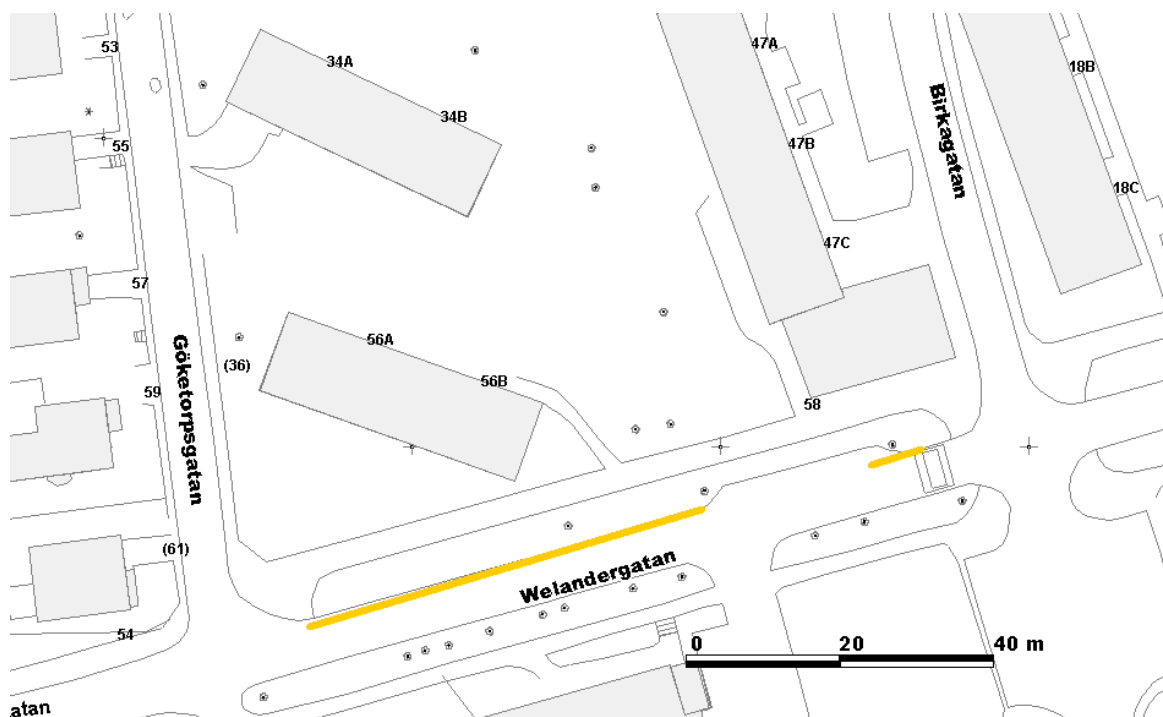 53
34A
47A
18B
34B
Birkagatan
55
47B
18C
47C
57
Göketorpsgatan
56A
(36)
56B
59
58
(61)
Welandergatan
54
0 20 40 m
atan